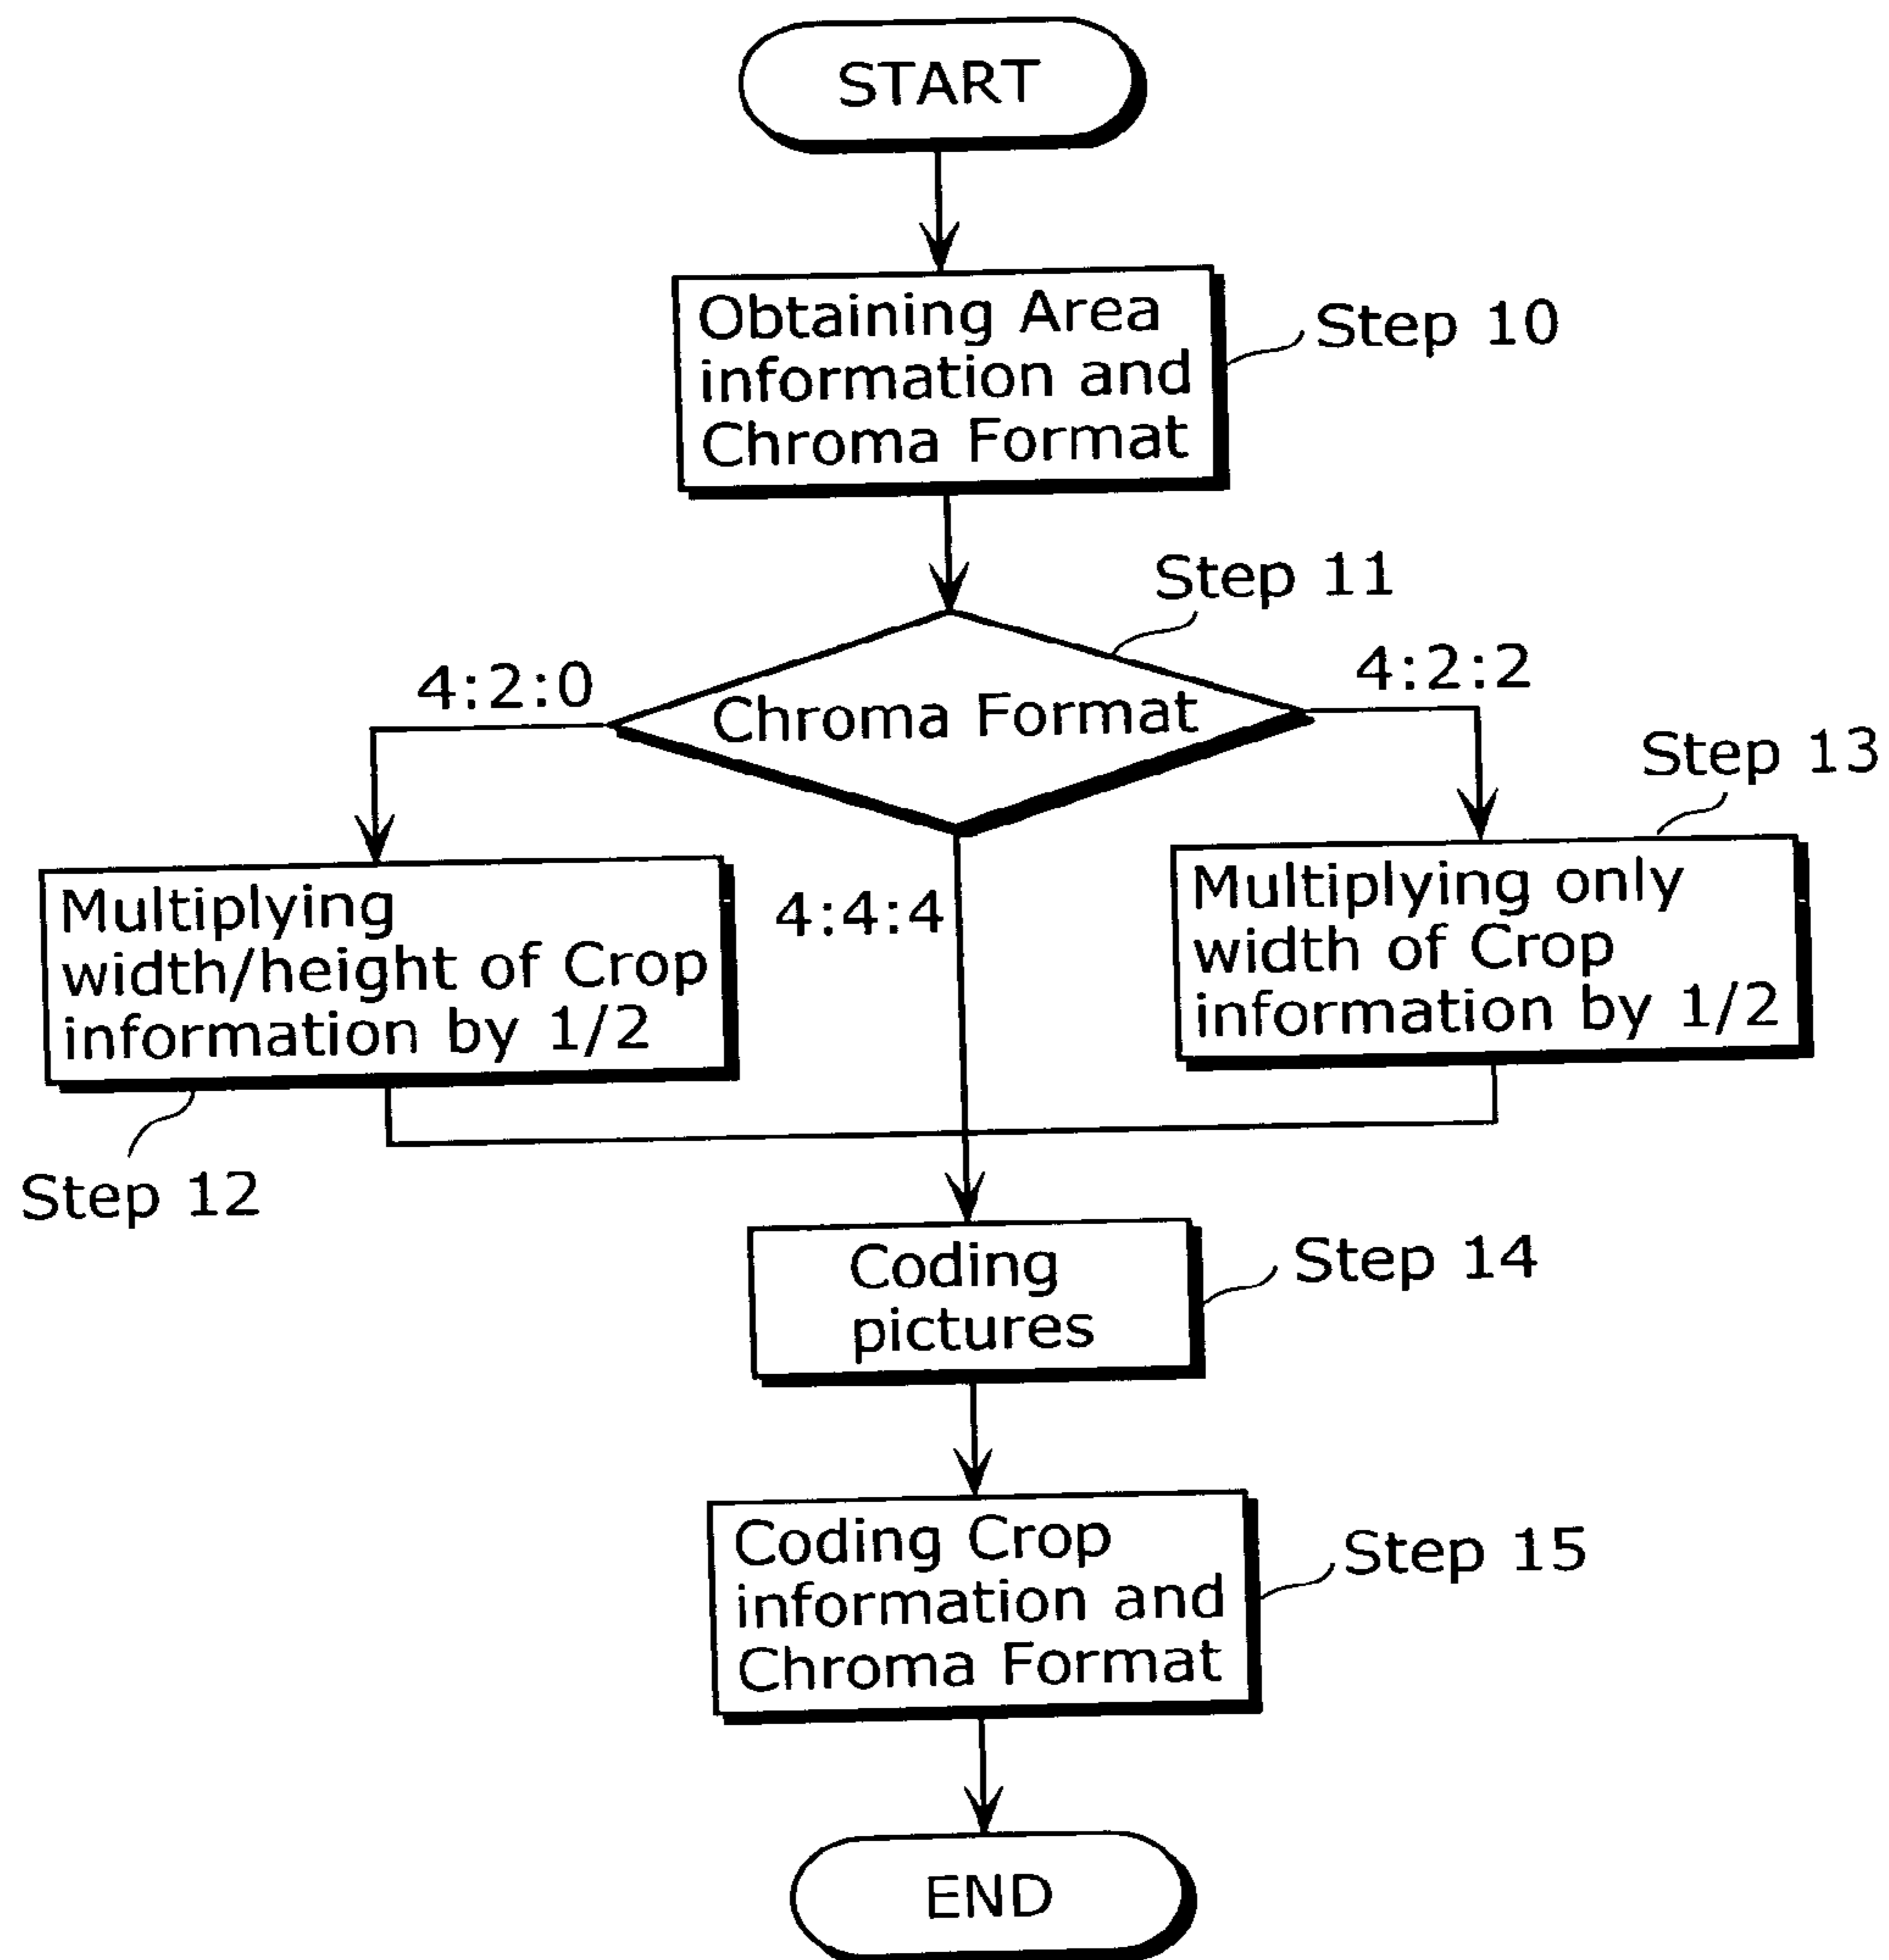 START
Obtaining Area
information and
Chroma Format
Step 10
Step 11
4:2:0
Chroma Format
4:2:2
Step 13
Multiplying
width/height of Crop
information by 1/2
4:4:4
Multiplying only
width of Crop
information by 1/2
Step 12
Coding
pictures
Step 14
Coding Crop
information and
Chroma Format
Step 15
END